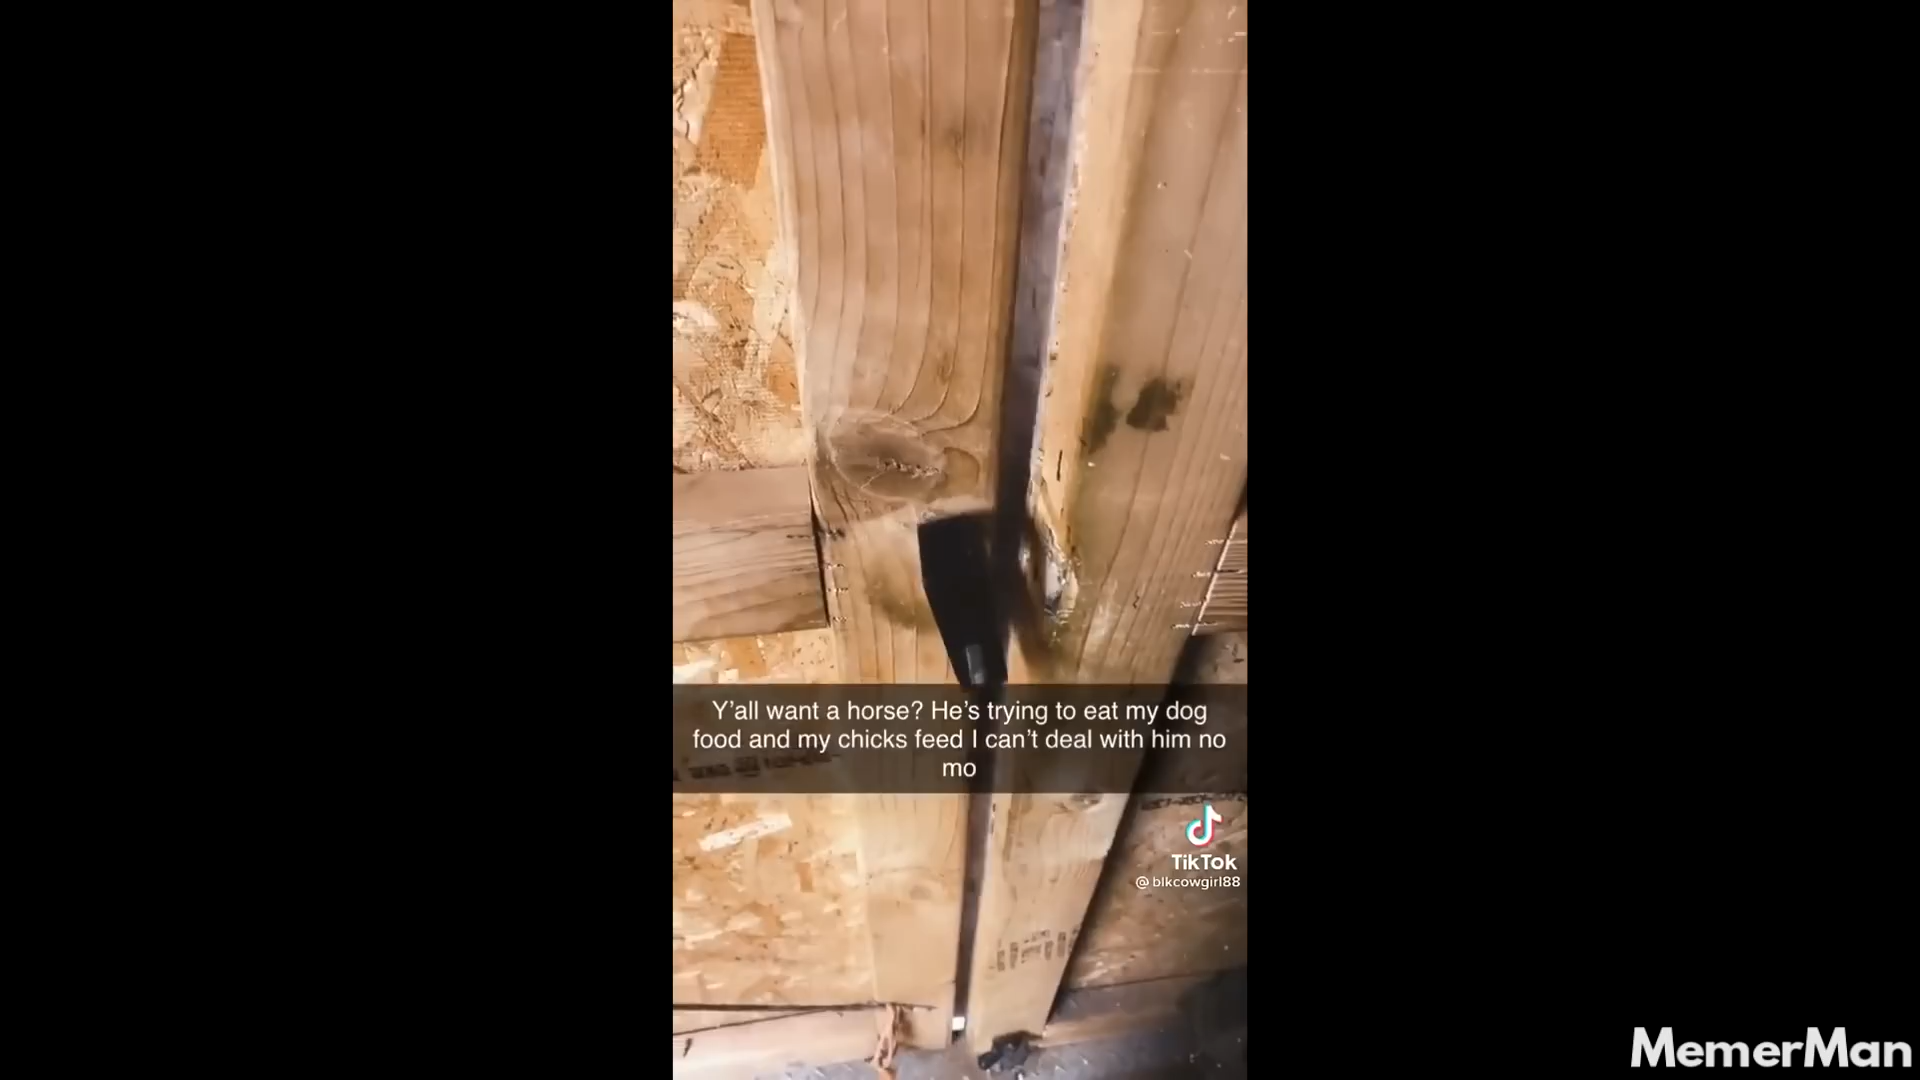 Y’all want a horse? He’s trying to eat my dog
food and my chicks feed I can’t deal with him no
mo
TikTok
@blkcowgirl88
MemerMan